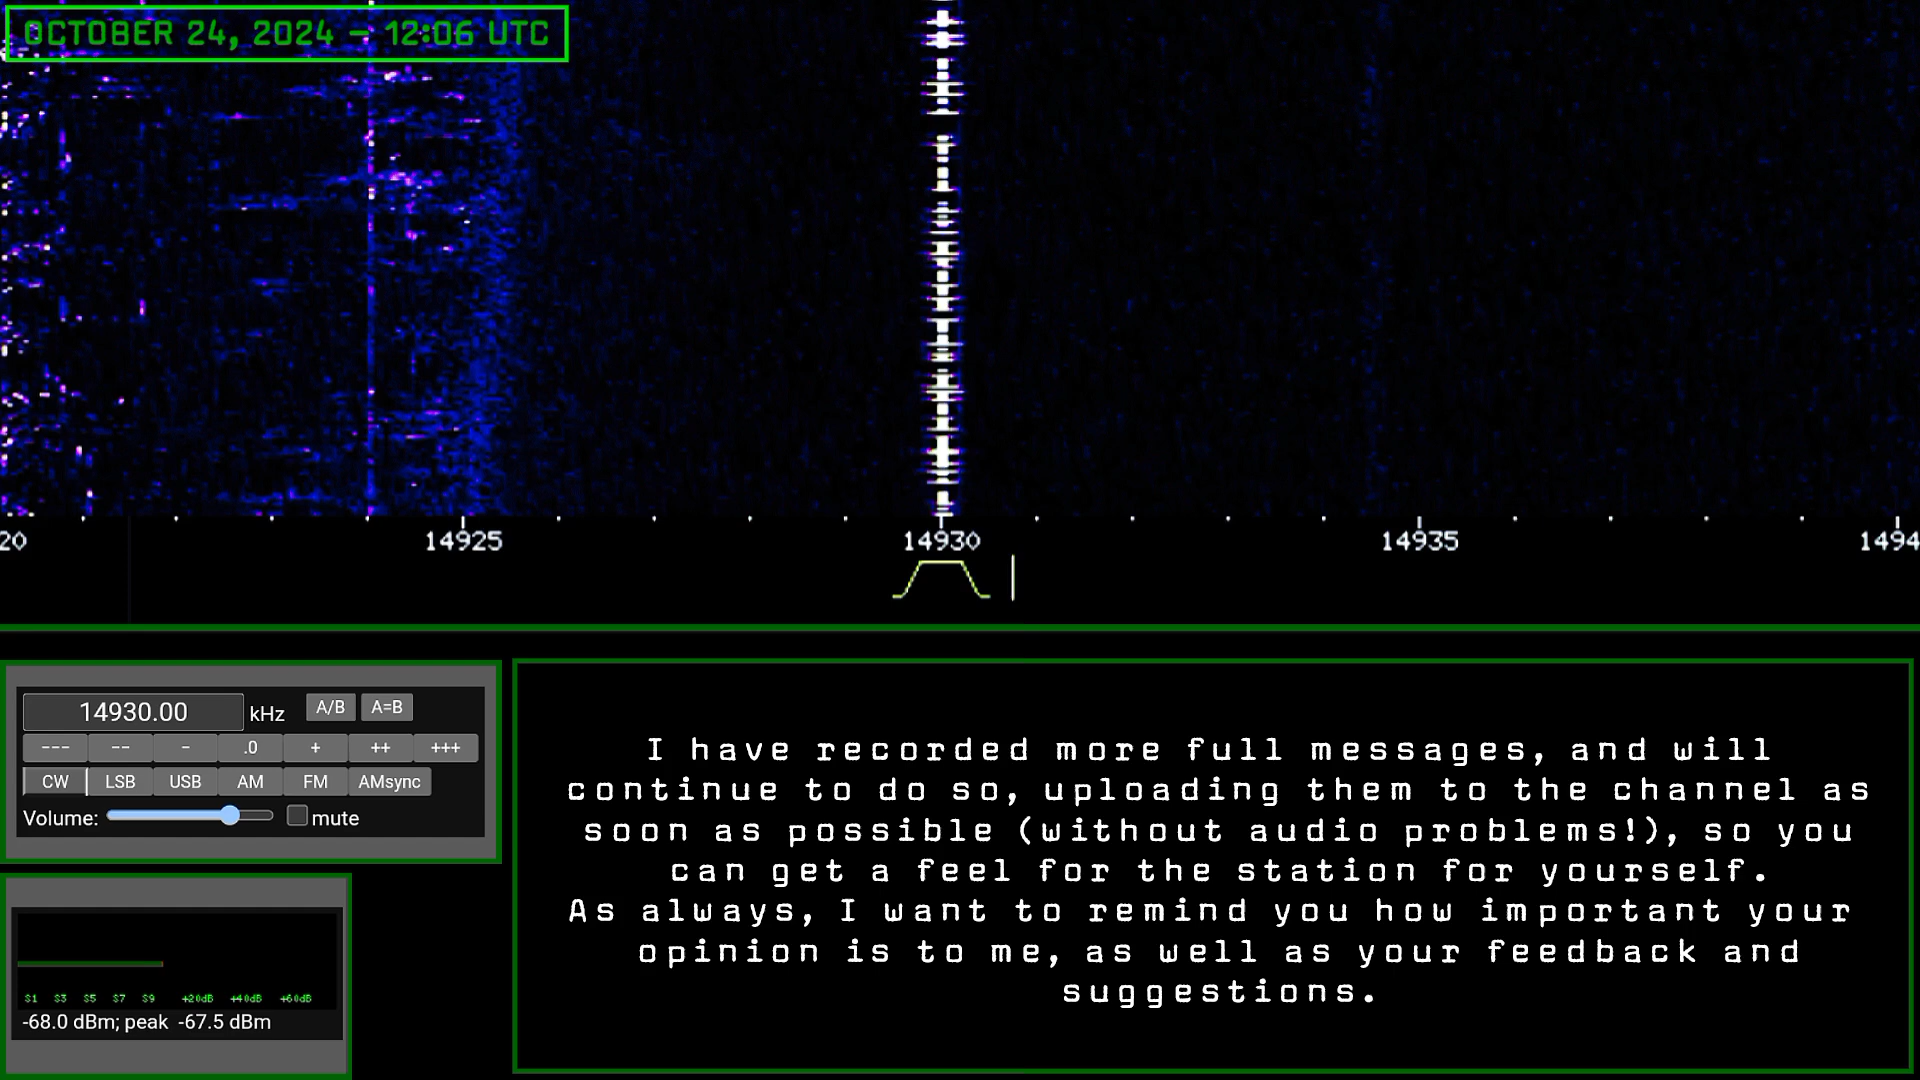 OCTOBER 24, 2024 - 12:06 UTC
20 14925 14930 14935 1494
14930.00 kHz A/B A=B
--- -- - .0 + ++ +++
CW LSB USB AM FM AMsync
Volume: mute
S1 S3 S5 S7 S9 +20dB +40dB +60dB
-68.0 dBm; peak -67.5 dBm
I have recorded more full messages, and will
continue to do so, uploading them to the channel as
soon as possible (without audio problems!), so you
can get a feel for the station for yourself.
As always, I want to remind you how important your
opinion is to me, as well as your feedback and
suggestions.